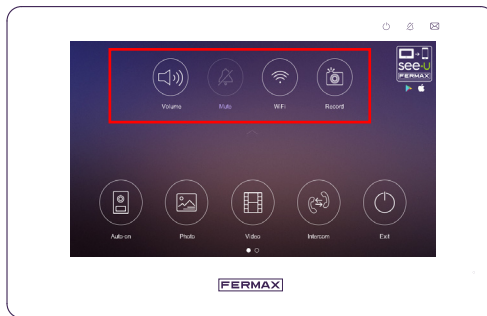 see-u
FERMAX
Volume Mute WiFi Record
Auto-on Photo Video Intercom Exit
FERMAX